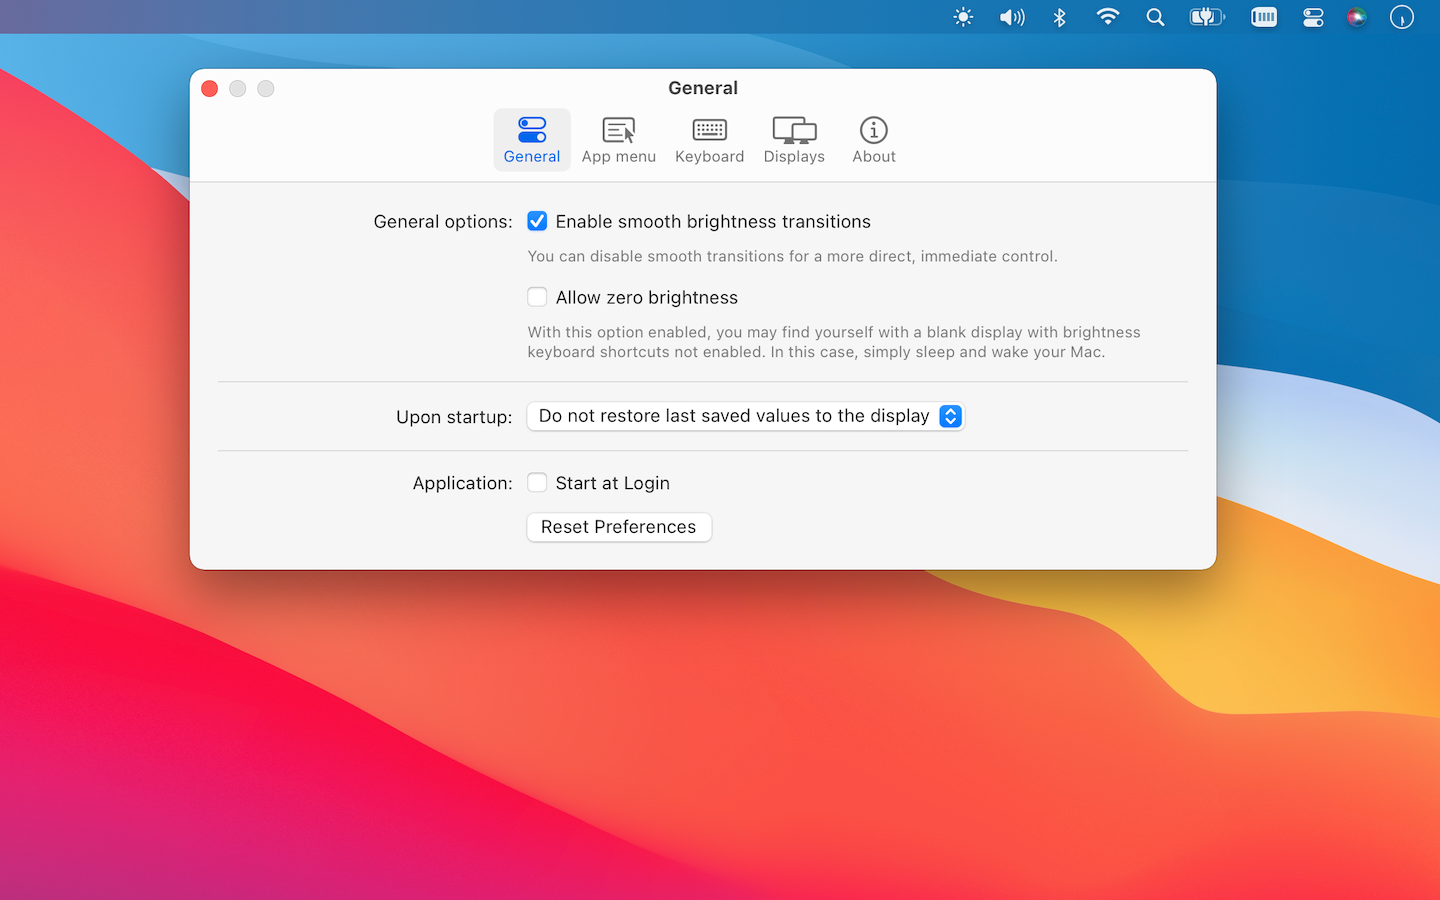 General
General
App menu
Keyboard
Displays
About
General options:
Enable smooth brightness transitions
You can disable smooth transitions for a more direct, immediate control.
Allow zero brightness
With this option enabled, you may find yourself with a blank display with brightness
keyboard shortcuts not enabled. In this case, simply sleep and wake your Mac.
Upon startup:
Do not restore last saved values to the display
Application:
Start at Login
Reset Preferences